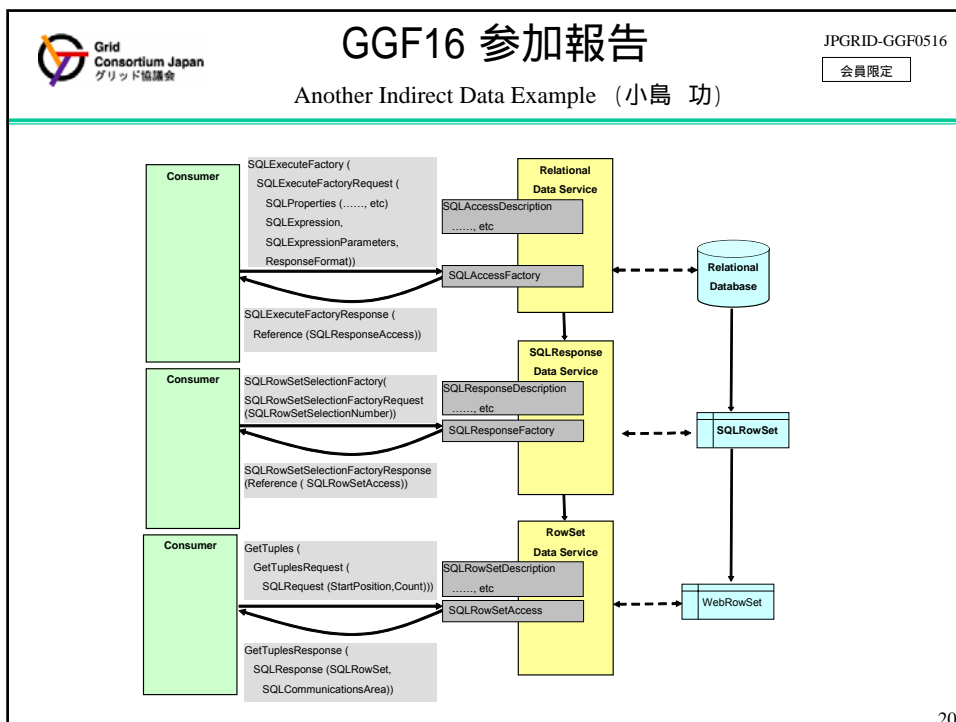 Grid
Consortium Japan
グリッド協議会
GGF16 参加報告
JPGRID-GGF0516
会員限定
Another Indirect Data Example （小島 功）
Consumer
SQLExecuteFactory (
SQLExecuteFactoryRequest (
SQLProperties (……, etc)
SQLExpression,
SQLExpressionParameters,
ResponseFormat))
Relational
Data Service
SQLAccessDescription
……, etc
SQLAccessFactory
Relational
Database
SQLExecuteFactoryResponse (
Reference (SQLResponseAccess))
Consumer
SQLRowSetSelectionFactory(
SQLRowSetSelectionFactoryRequest
(SQLRowSetSelectionNumber))
SQLResponse
Data Service
SQLResponseDescription
……, etc
SQLResponseFactory
SQLRowSet
SQLRowSetSelectionFactoryResponse
(Reference ( SQLRowSetAccess))
Consumer
GetTuples (
GetTuplesRequest (
SQLRequest (StartPosition,Count)))
RowSet
Data Service
SQLRowSetDescription
……, etc
SQLRowSetAccess
WebRowSet
GetTuplesResponse (
SQLResponse (SQLRowSet,
SQLCommunicationsArea))
20